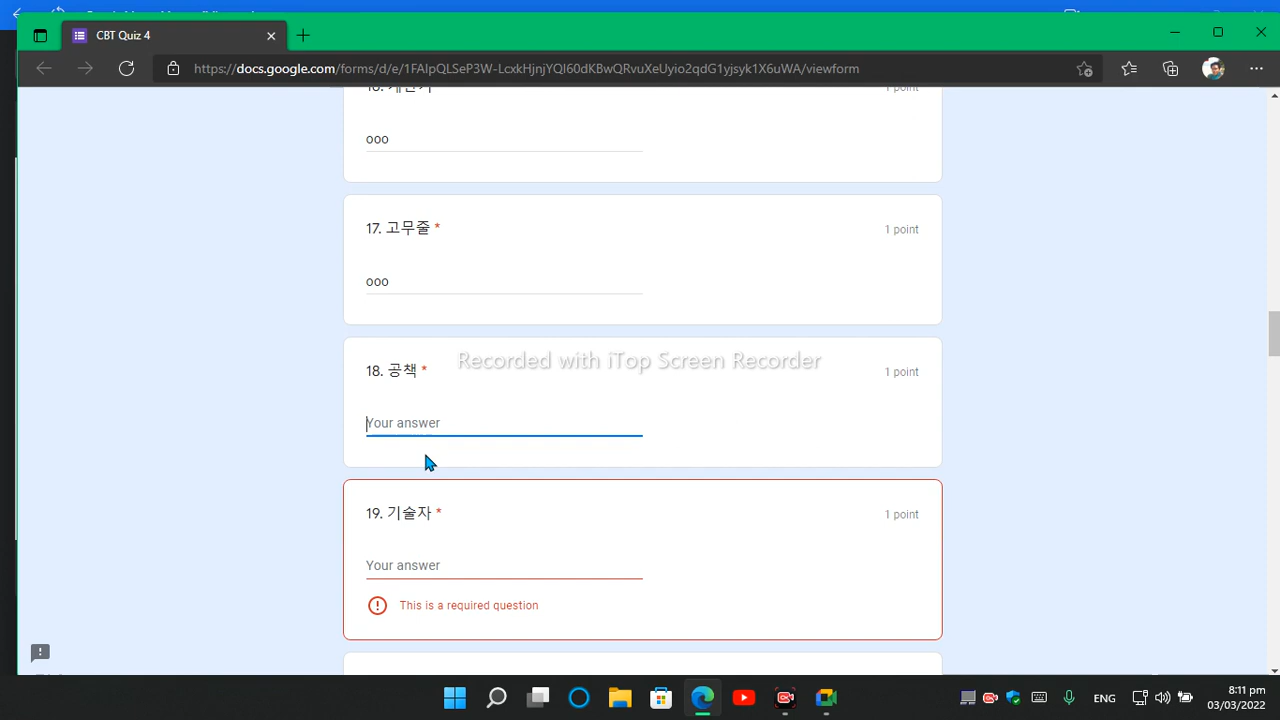 CBT Quiz 4
https://docs.google.com/forms/d/e/1FAIpQLSeP3W-LcxkHjnjYQI60dKBwQRvuXeUyio2qdG1yjsyk1X6uWA/viewform
1 point
ooo
17. 고무줄 *
1 point
ooo
Recorded with iTop Screen Recorder
18. 공책 *
1 point
Your answer
19. 기술자 *
1 point
Your answer
This is a required question
ENG
8:11 pm
03/03/2022